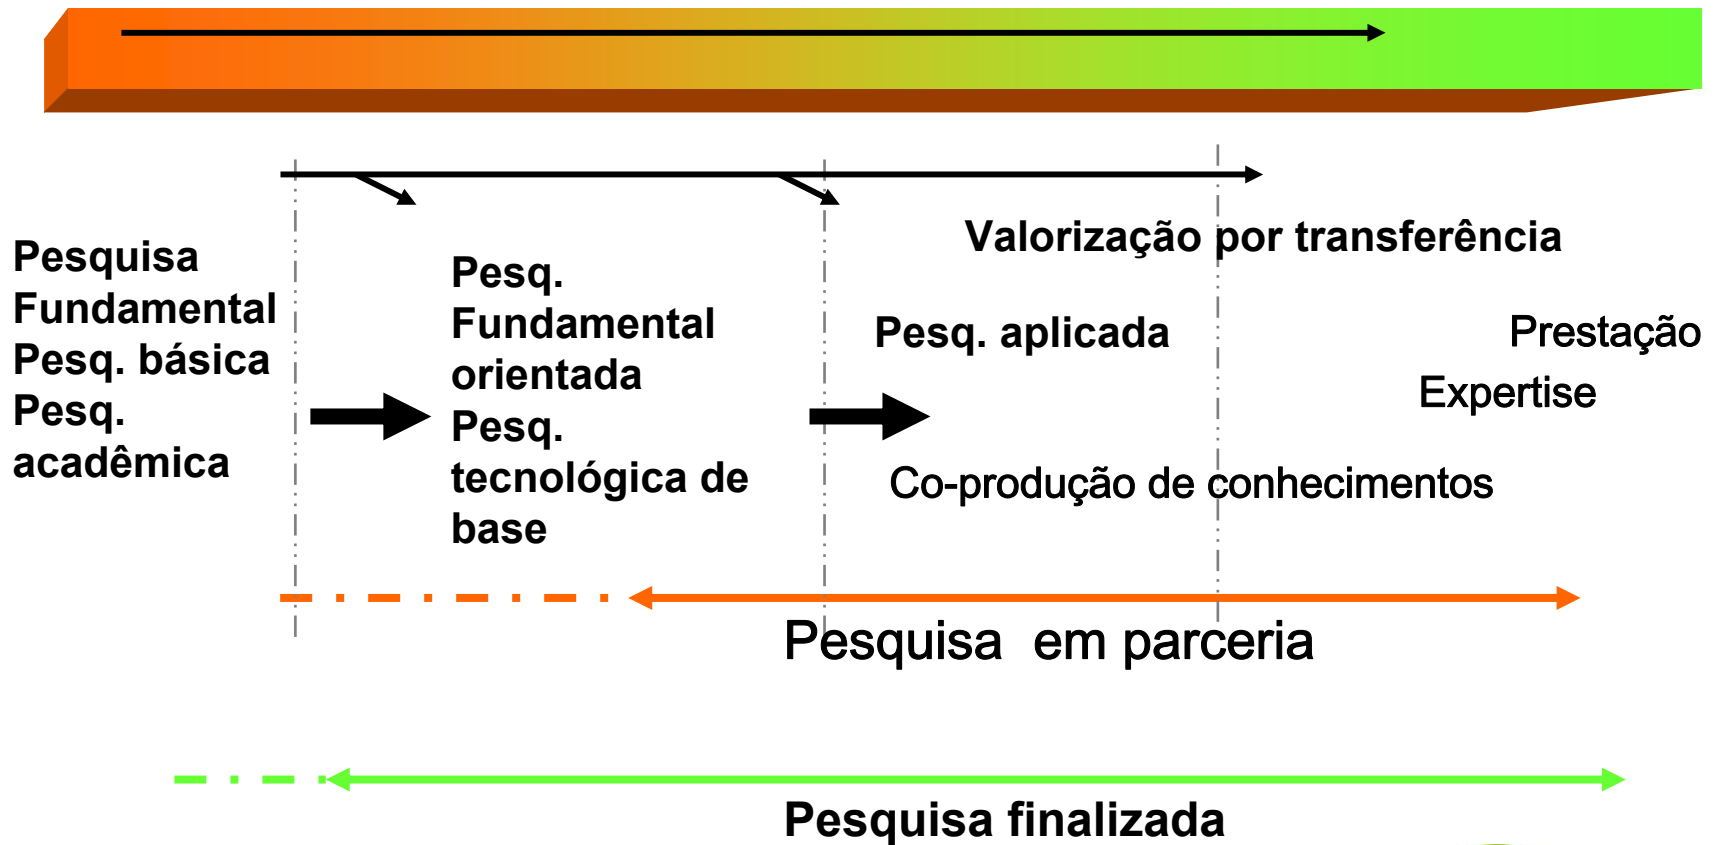 Pesquisa
Fundamental
Pesq. básica
Pesq.
acadêmica
Pesq.
Fundamental
orientada
Pesq.
tecnológica de
base
Valorização por transferência
Pesq. aplicada
Prestação
Expertise
Co-produção de conhecimentos
Pesquisa em parceria
Pesquisa finalizada